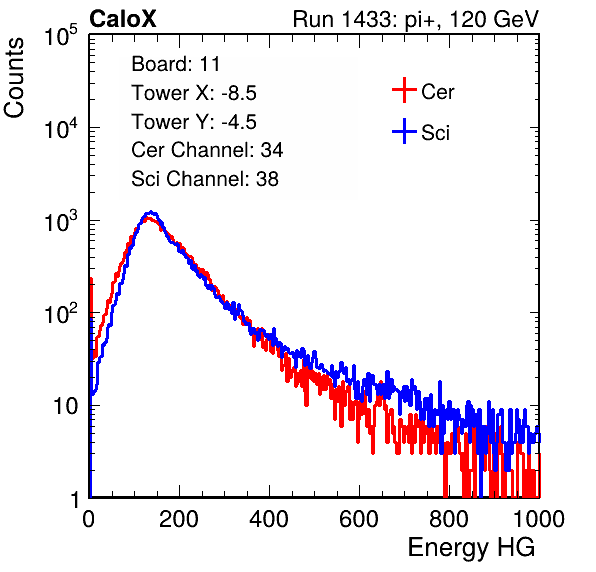 CaloX Run 1433: pi+, 120 GeV
Counts
Board: 11
Tower X: -8.5
Tower Y: -4.5
Cer Channel: 34
Sci Channel: 38
Cer
Sci
10^5
10^4
10^3
10^2
10
1
0 200 400 600 800 1000
Energy HG